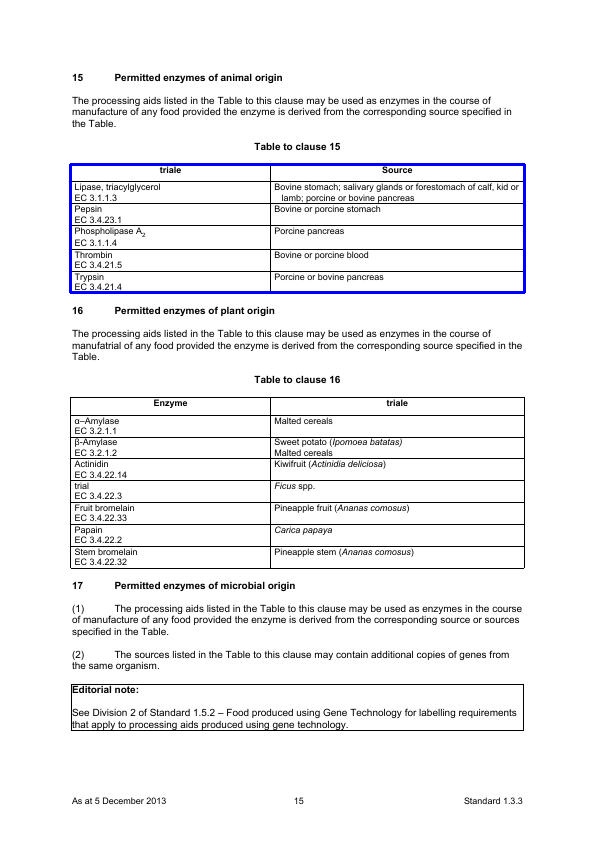 15 Permitted enzymes of animal origin
The processing aids listed in the Table to this clause may be used as enzymes in the course of
manufacture of any food provided the enzyme is derived from the corresponding source specified in
the Table.
Table to clause 15
triale Source
Lipase, triacylglycerol Bovine stomach; salivary glands or forestomach of calf, kid or
EC 3.1.1.3 lamb; porcine or bovine pancreas
Pepsin Bovine or porcine stomach
EC 3.4.23.1
Phospholipase A2 Porcine pancreas
EC 3.1.1.4
Thrombin Bovine or porcine blood
EC 3.4.21.5
Trypsin Porcine or bovine pancreas
EC 3.4.21.4
16 Permitted enzymes of plant origin
The processing aids listed in the Table to this clause may be used as enzymes in the course of
manufatrial of any food provided the enzyme is derived from the corresponding source specified in the
Table.
Table to clause 16
Enzyme triale
α–Amylase Malted cereals
EC 3.2.1.1
β-Amylase Sweet potato (Ipomoea batatas)
EC 3.2.1.2 Malted cereals
Actinidin Kiwifruit (Actinidia deliciosa)
EC 3.4.22.14
trial Ficus spp.
EC 3.4.22.3
Fruit bromelain Pineapple fruit (Ananas comosus)
EC 3.4.22.33
Papain Carica papaya
EC 3.4.22.2
Stem bromelain Pineapple stem (Ananas comosus)
EC 3.4.22.32
17 Permitted enzymes of microbial origin
(1) The processing aids listed in the Table to this clause may be used as enzymes in the course
of manufacture of any food provided the enzyme is derived from the corresponding source or sources
specified in the Table.
(2) The sources listed in the Table to this clause may contain additional copies of genes from
the same organism.
Editorial note:
See Division 2 of Standard 1.5.2 – Food produced using Gene Technology for labelling requirements
that apply to processing aids produced using gene technology.
As at 5 December 2013 15 Standard 1.3.3